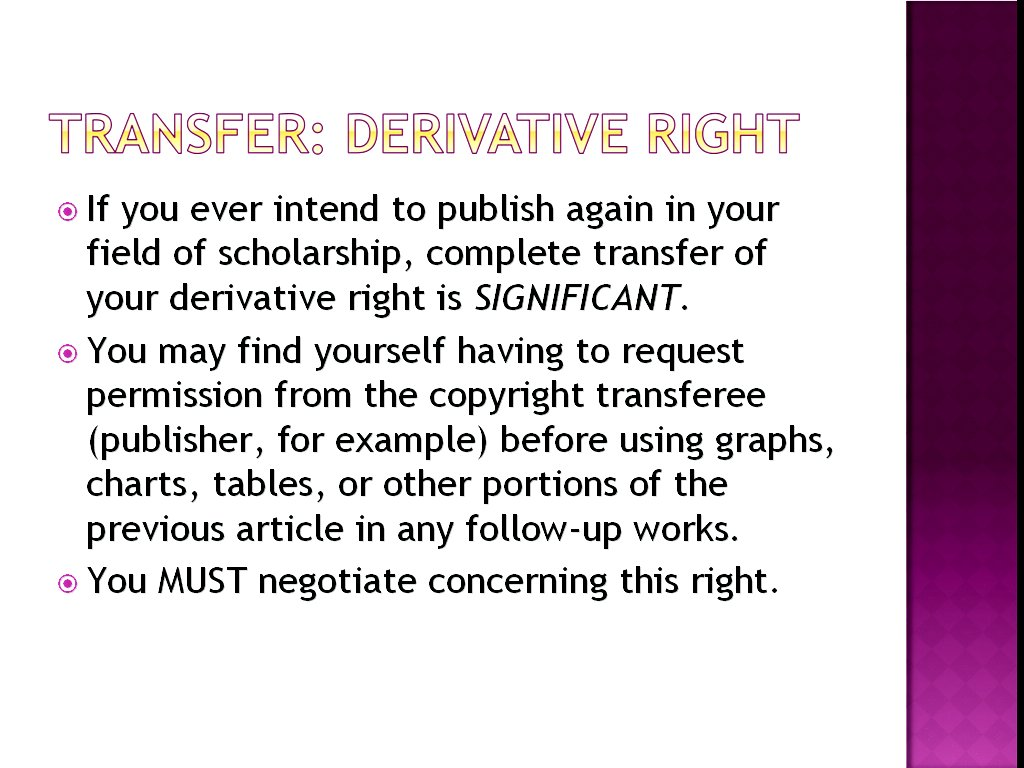 TRANSFER: DERIVATIVE RIGHT
If you ever intend to publish again in your
field of scholarship, complete transfer of
your derivative right is SIGNIFICANT.
You may find yourself having to request
permission from the copyright transferee
(publisher, for example) before using graphs,
charts, tables, or other portions of the
previous article in any follow-up works.
You MUST negotiate concerning this right.